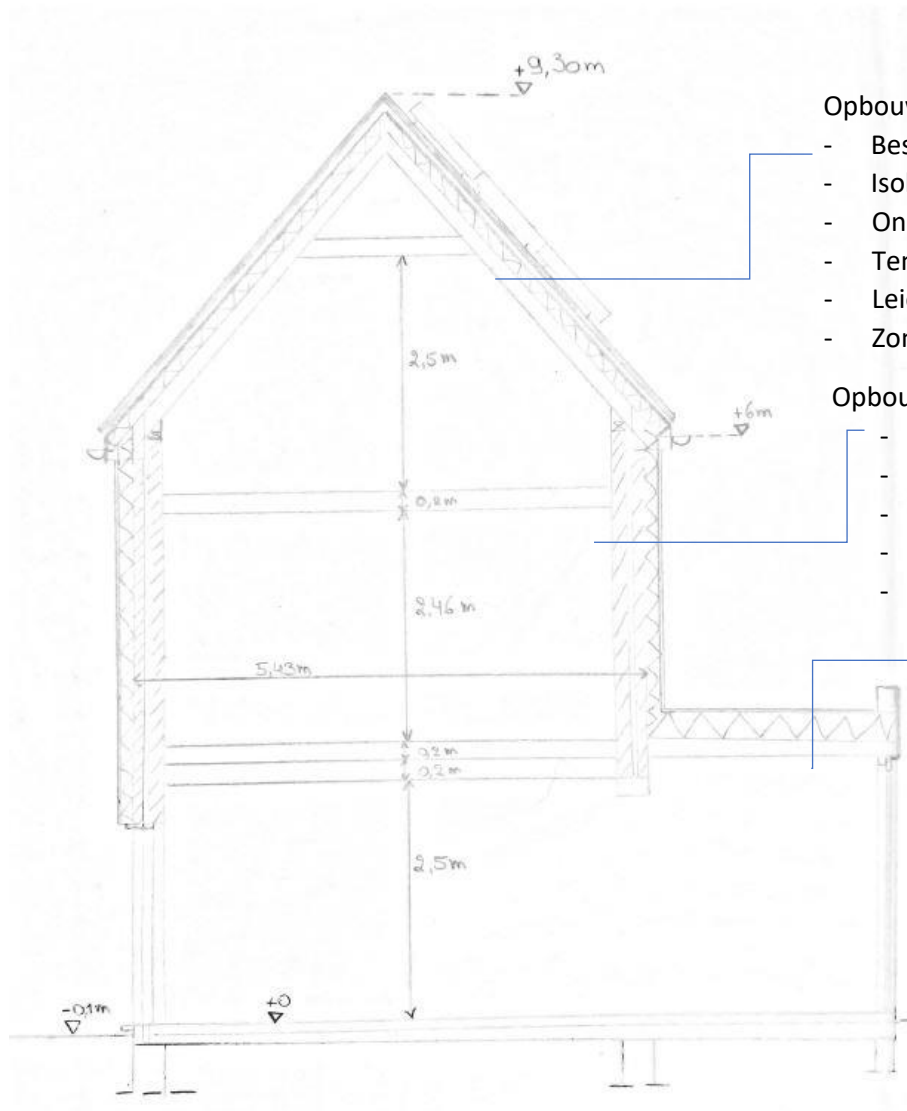 +9,30m
Opbouw
- Bes
- Iso
- On
- Ter
- Lei
- Zor
Opbou
-
-
-
-
-
+6m
2,5m
0,2m
2,46m
5,43m
0,2m
0,2m
2,5m
-0,1m
+0